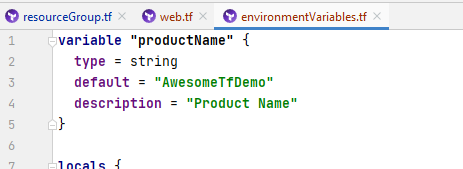 resourceGroup.tf web.tf environmentVariables.tf
1 variable "productName" {
2 type = string
3 default = "AwesomeTfDemo"
4 description = "Product Name"
5 }
6
7 locals {